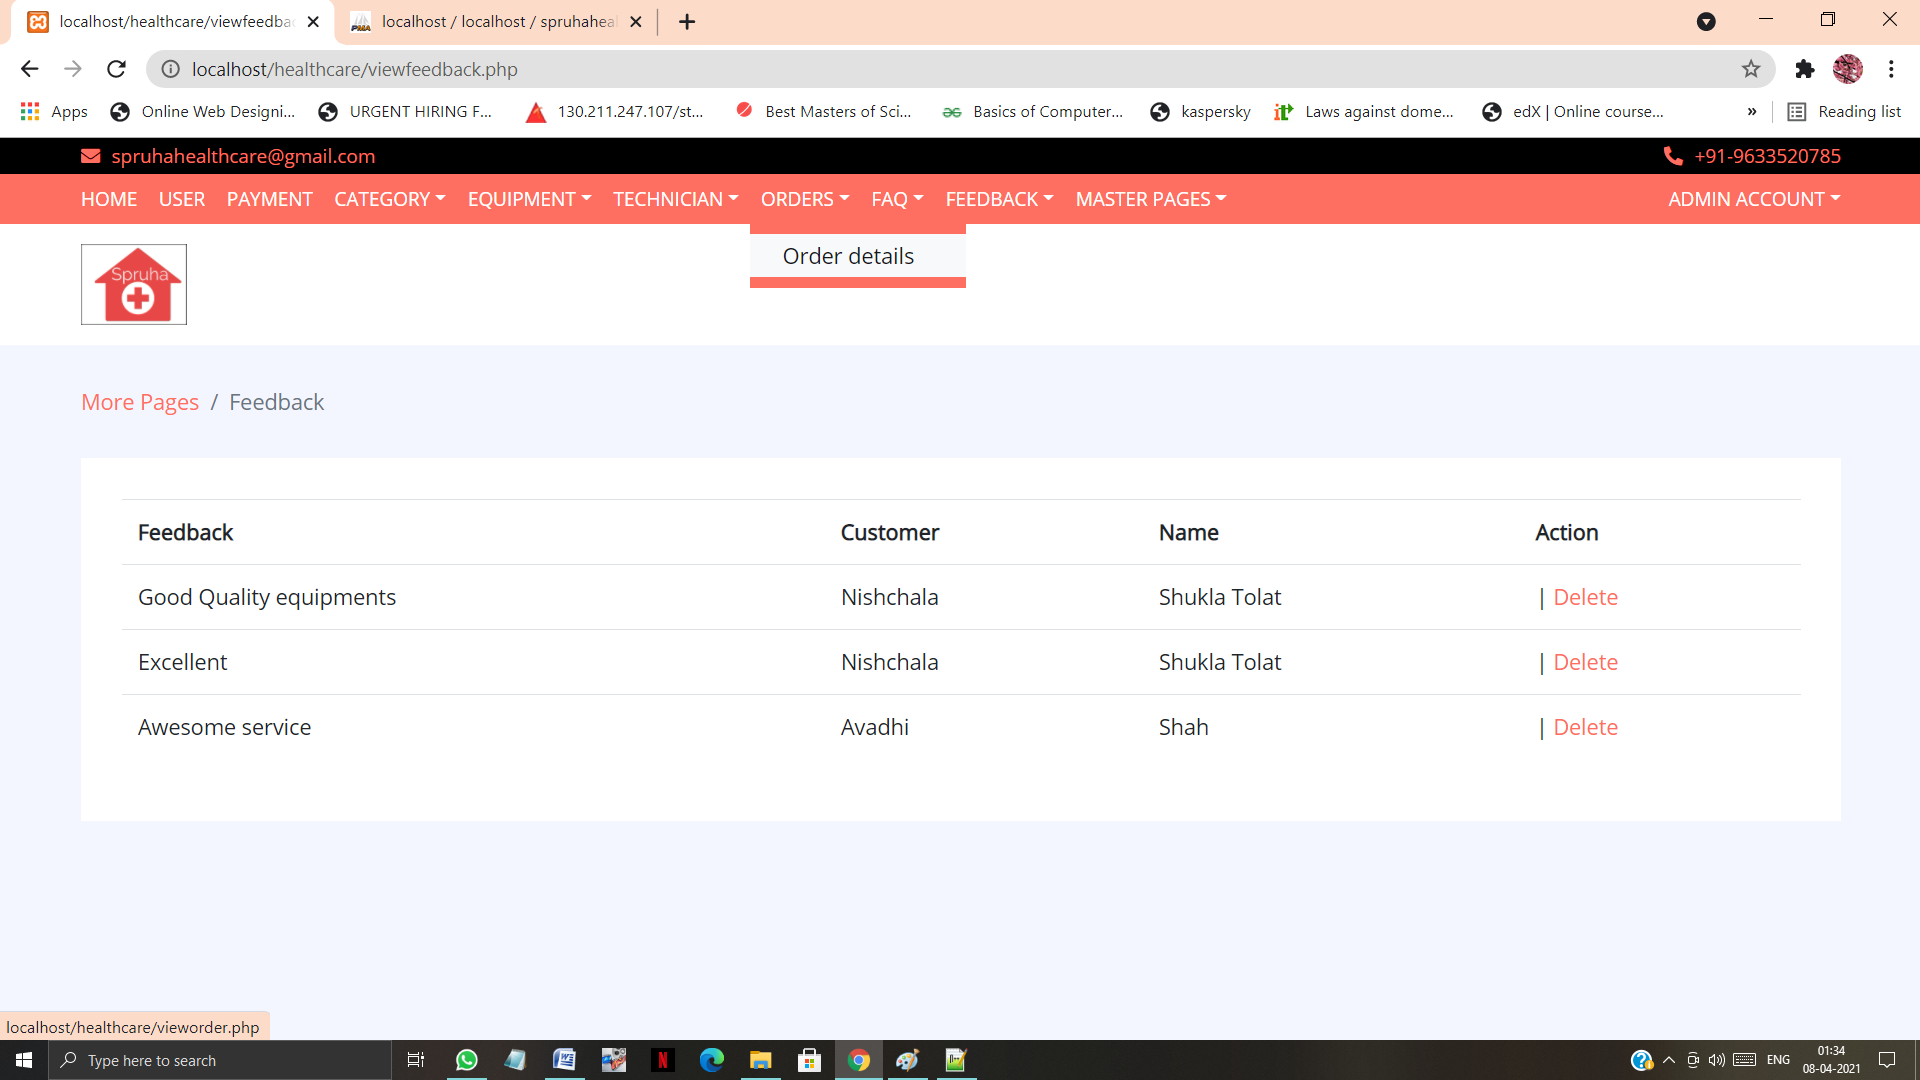 localhost/healthcare/viewfeedba
localhost / localhost / spruhaheal
localhost/healthcare/viewfeedback.php
Apps
Online Web Designi...
URGENT HIRING F...
130.211.247.107/st...
Best Masters of Sci...
Basics of Computer...
kaspersky
Laws against dome...
edX | Online course...
»
Reading list
spruhahealthcare@gmail.com
+91-9633520785
HOME USER PAYMENT CATEGORY EQUIPMENT TECHNICIAN ORDERS FAQ FEEDBACK MASTER PAGES ADMIN ACCOUNT
Order details
Spruha
More Pages / Feedback
Feedback Customer Name Action
Good Quality equipments Nishchala Shukla Tolat | Delete
Excellent Nishchala Shukla Tolat | Delete
Awesome service Avadhi Shah | Delete
localhost/healthcare/vieworder.php
Type here to search
ENG
01:34
08-04-2021